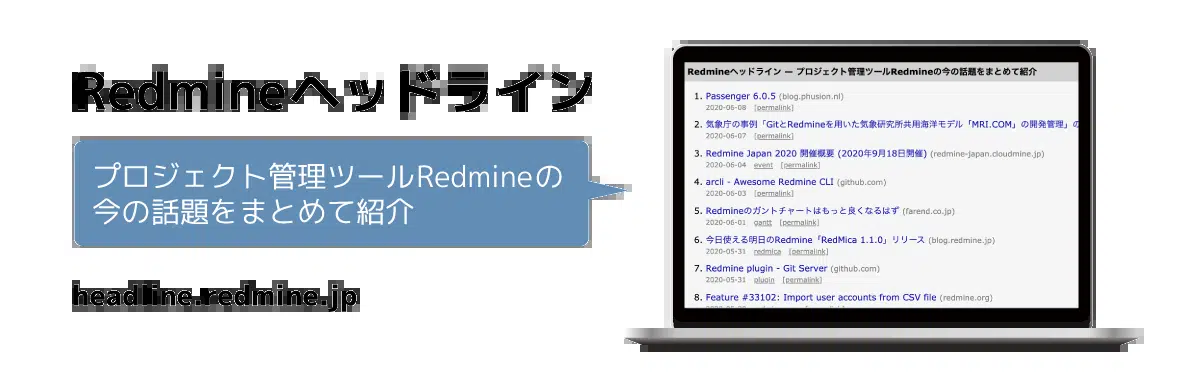 Redmineヘッドライン
プロジェクト管理ツールRedmineの
今の話題をまとめて紹介
headline.redmine.jp
Redmineヘッドライン — プロジェクト管理ツールRedmineの今の話題をまとめて紹介
1. Passenger 6.0.5 (blog.phusion.nl)
2020-06-08 [permalink]
2. 気象庁の事例「GitとRedmineを用いた気象研究所共用海洋モデル「MRI.COM」の開発管理」の
2020-06-07 [permalink]
3. Redmine Japan 2020 開催概要 (2020年9月18日開催) (redmine-japan.cloudmine.jp)
2020-06-04 event [permalink]
4. arcli - Awesome Redmine CLI (github.com)
2020-06-03 [permalink]
5. Redmineのガントチャートはもっと良くなるはず (farend.co.jp)
2020-06-01 gantt [permalink]
6. 今日使える明日のRedmine「RedMica 1.1.0」リリース (blog.redmine.jp)
2020-05-31 redmica [permalink]
7. Redmine plugin - Git Server (github.com)
2020-05-31 plugin [permalink]
8. Feature #33102: Import user accounts from CSV file (redmine.org)